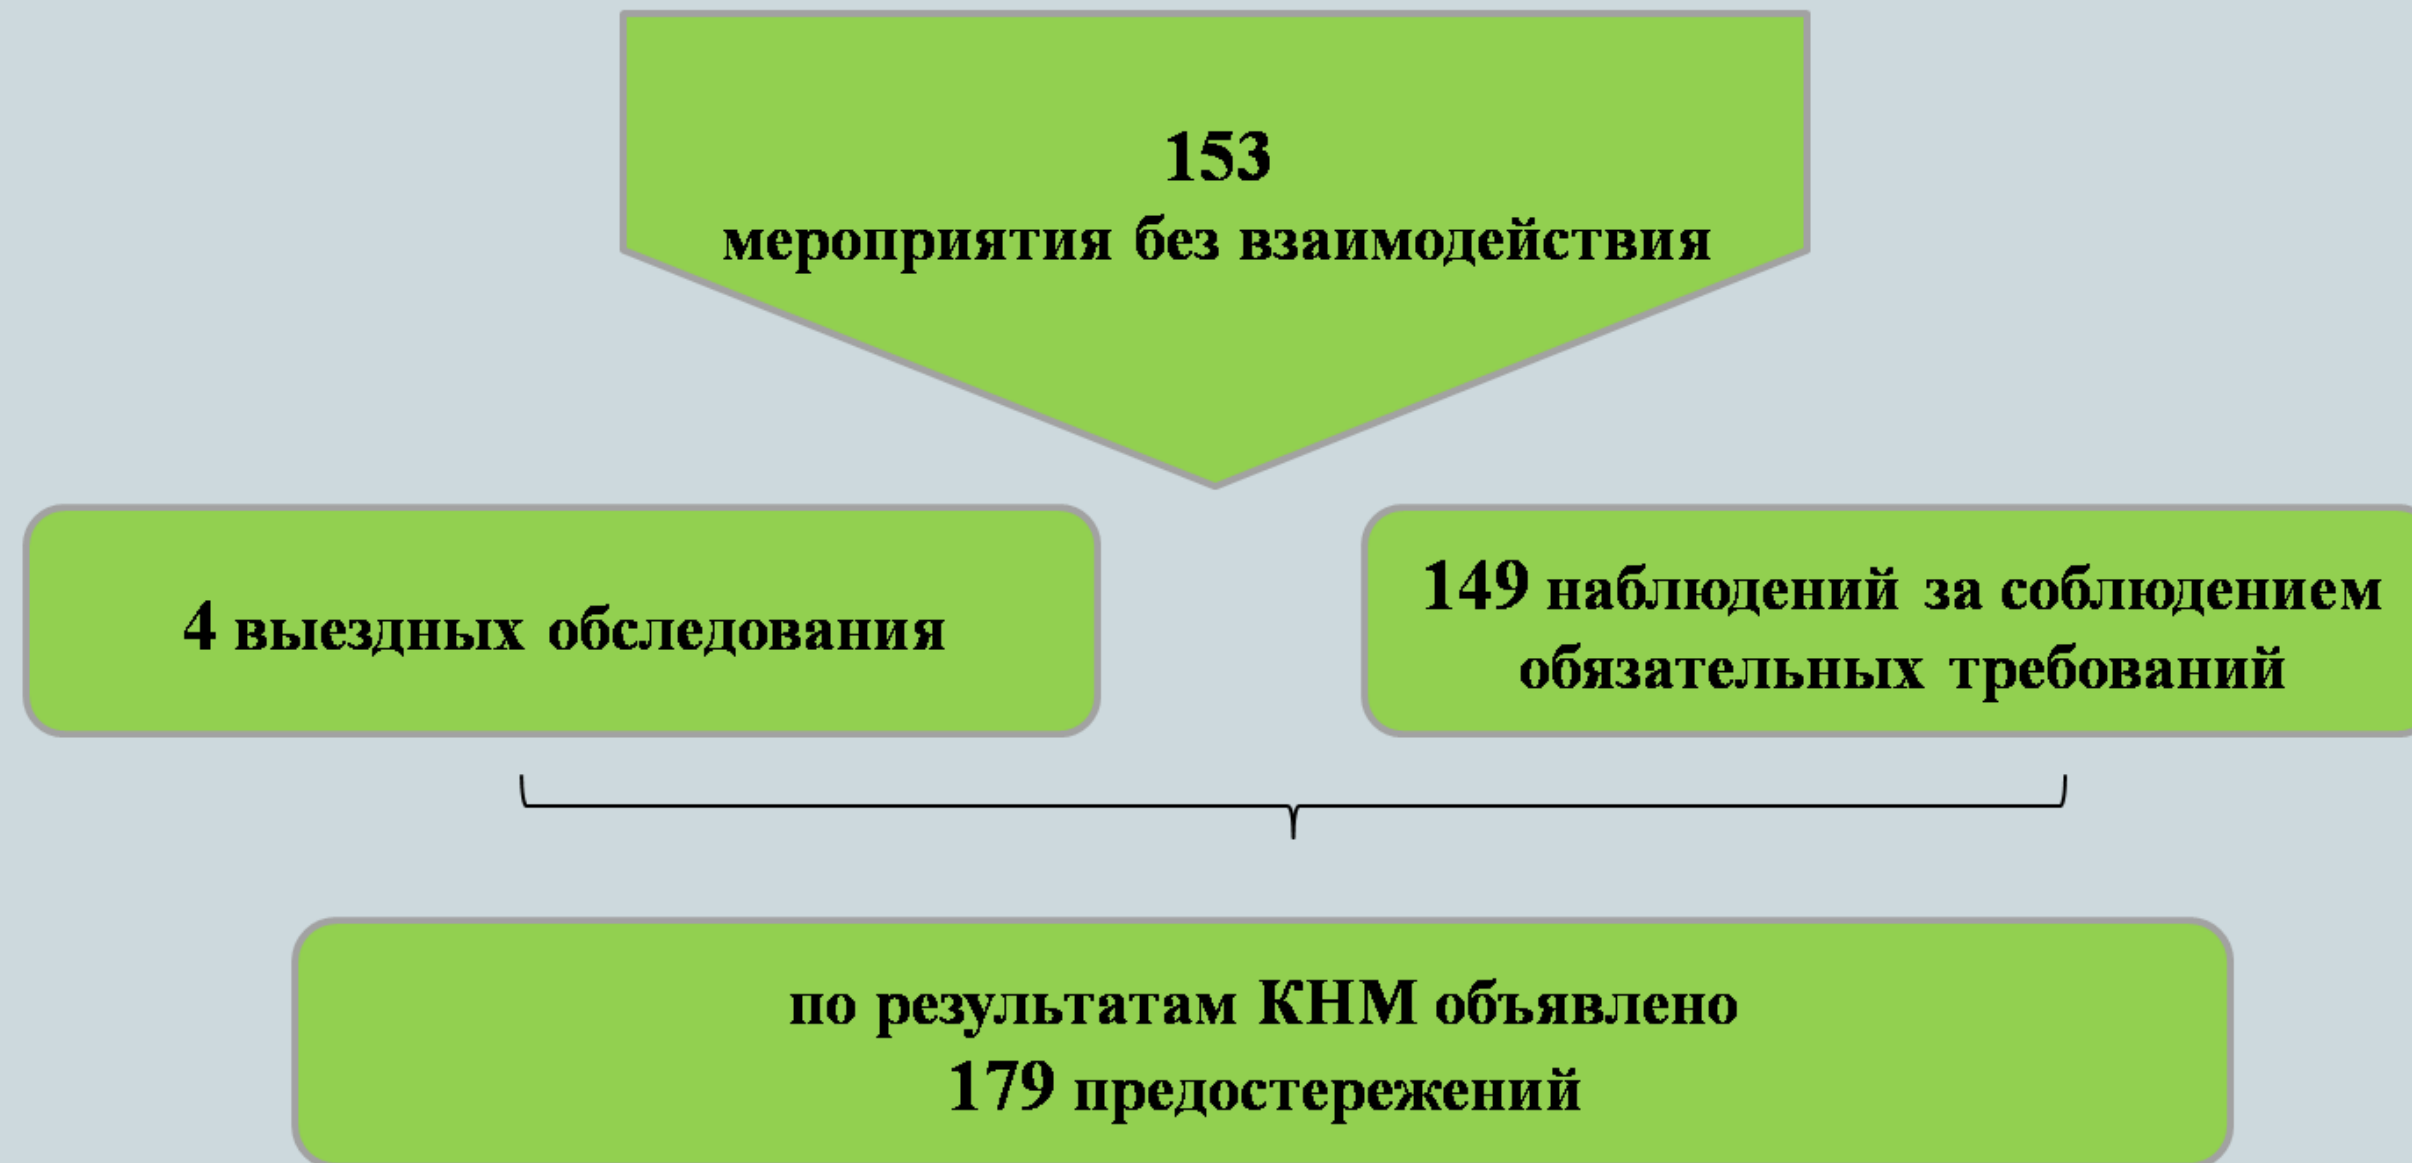 153
мероприятия без взаимодействия
4 выездных обследования
149 наблюдений за соблюдением
обязательных требований
по результатам КНМ объявлено
179 предостережений